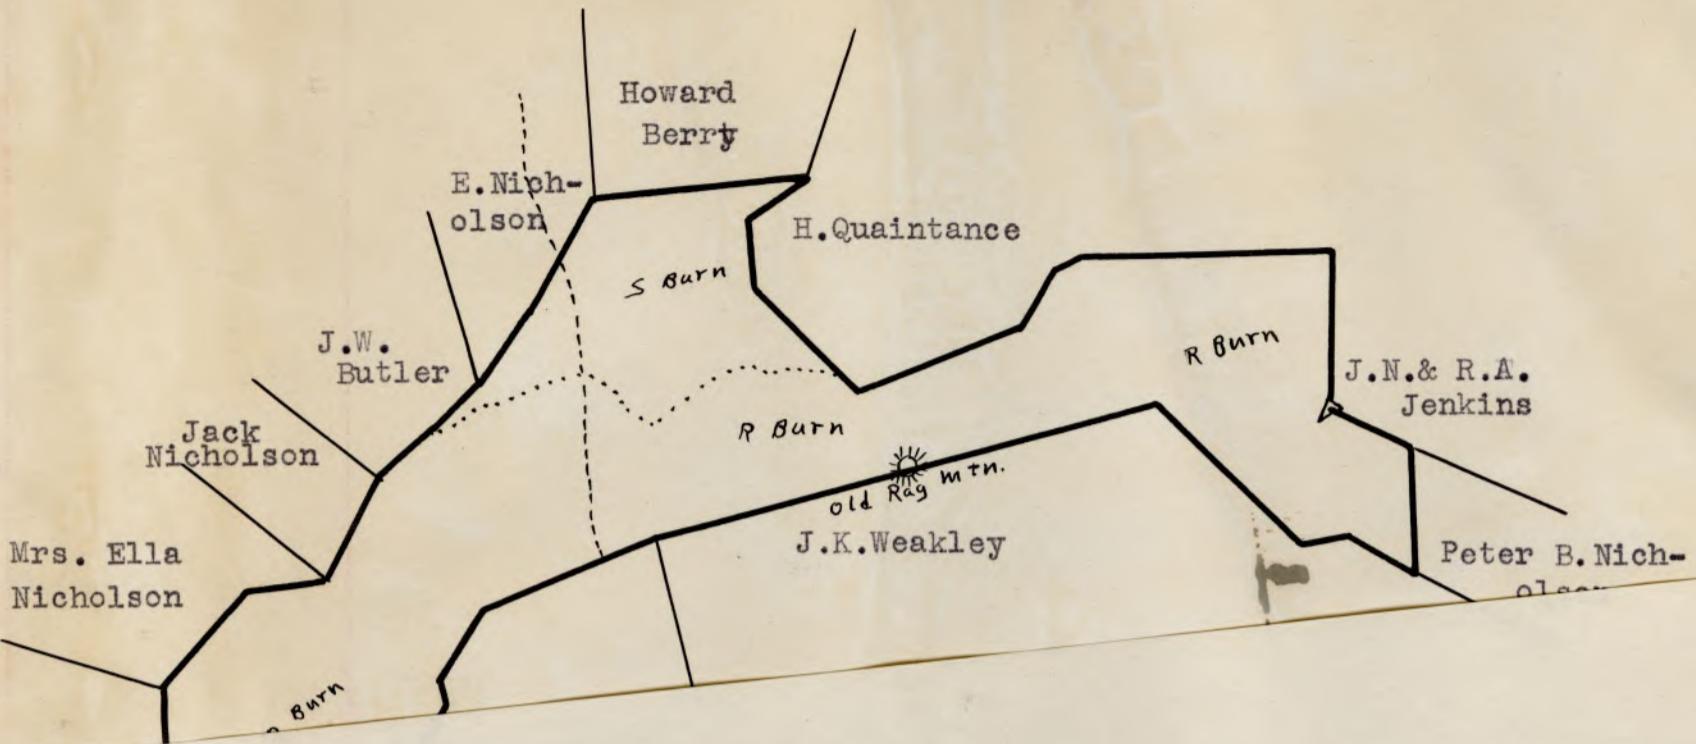 Howard
Berry
E.Nich-
olson
H.Quaintance
S Burn
J.W.
Butler
R Burn
J.N.& R.A.
Jenkins
Jack
Nicholson
R Burn
Old Rag Mtn.
J.K.Weakley
Mrs. Ella
Nicholson
Peter B.Nich-
olson
Burn